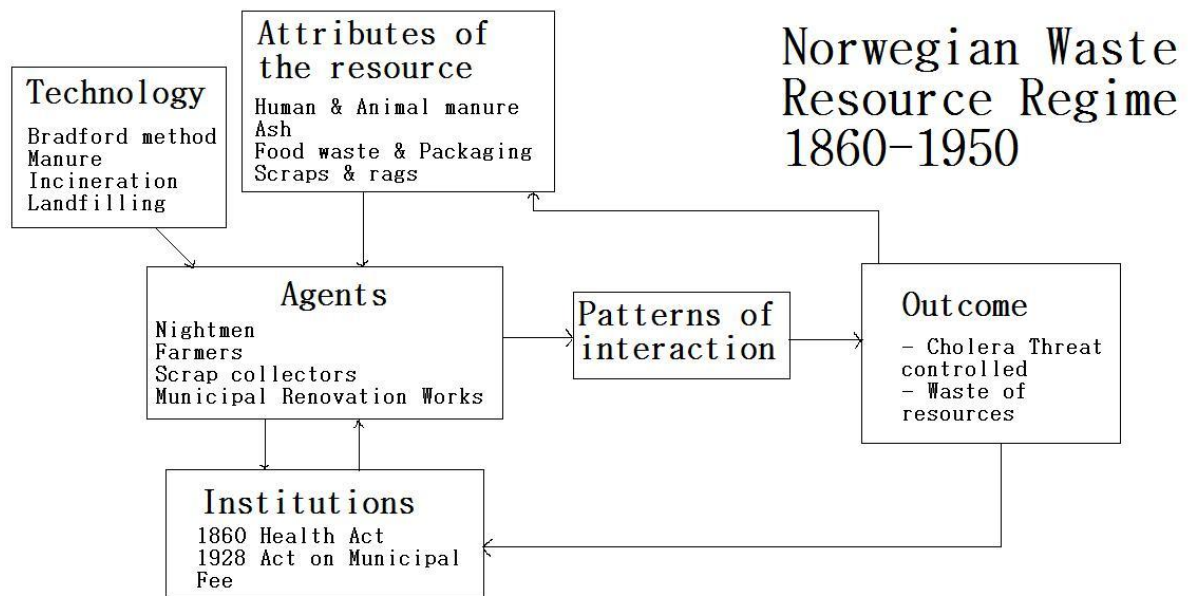 Norwegian Waste
Resource Regime
1860-1950
Technology
Bradford method
Manure
Incineration
Landfilling
Attributes of
the resource
Human & Animal manure
Ash
Food waste & Packaging
Scraps & rags
Agents
Nightmen
Farmers
Scrap collectors
Municipal Renovation Works
Patterns of
interaction
Outcome
- Cholera Threat
controlled
- Waste of
resources
Institutions
1860 Health Act
1928 Act on Municipal
Fee